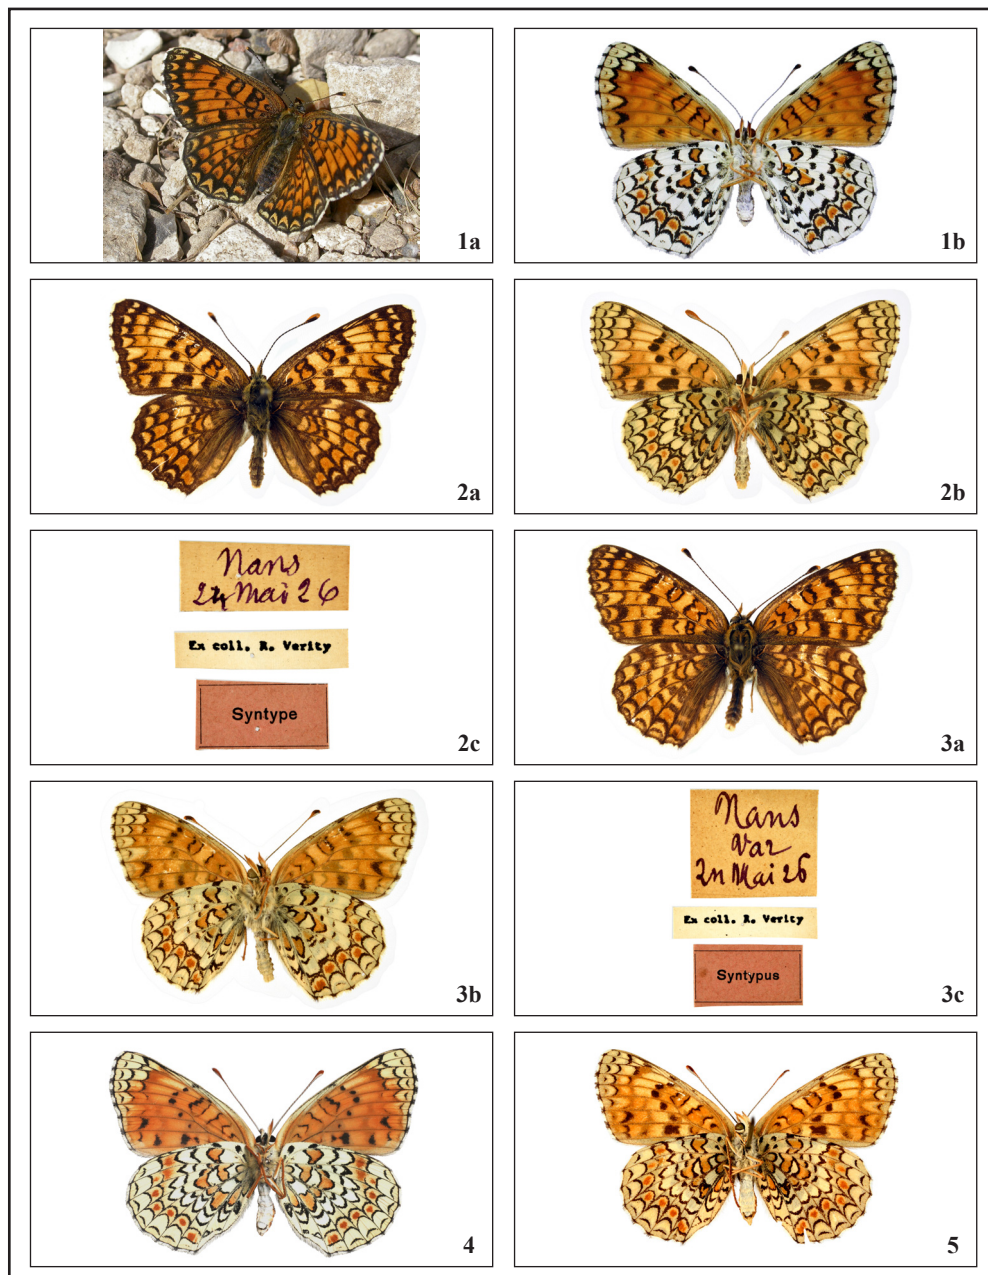 1a
1b
2a
2b
Nans
24 Mai 26
Ex coll. R. Verity
Syntype
2c
3a
3b
Nans
Var
Mai 26
Ex coll. R. Verity
Syntypus
3c
4
5